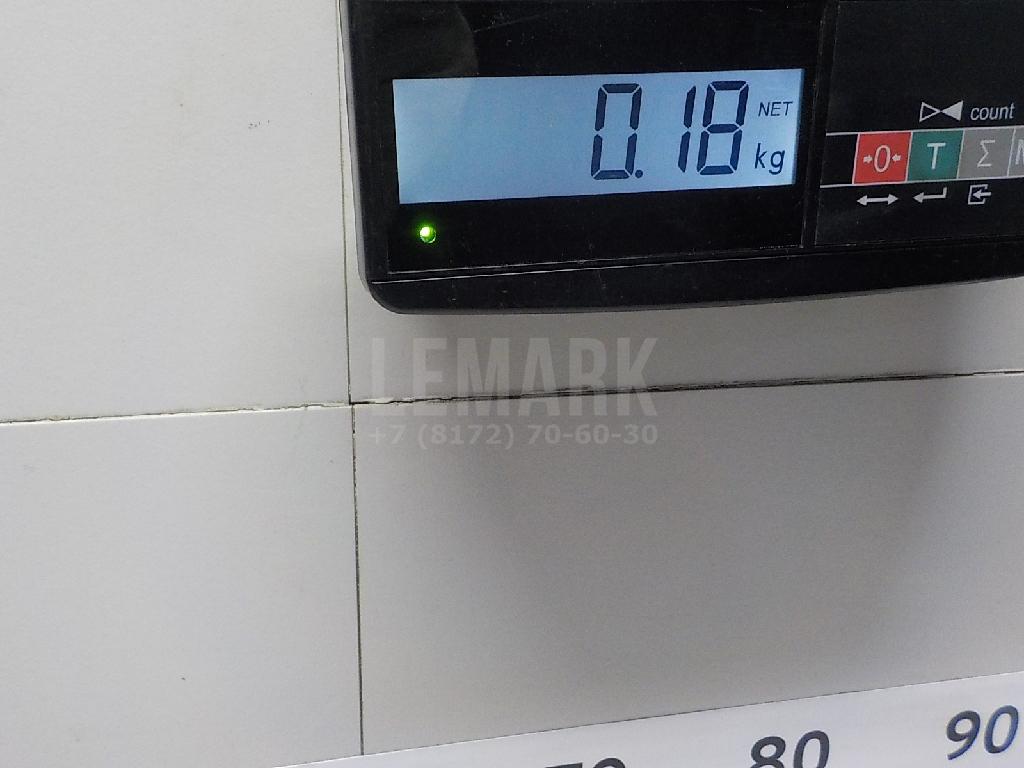 0.18 NET
kg
count
→0← T Σ
LEMARK
+7 (8172) 70-60-30
80 90